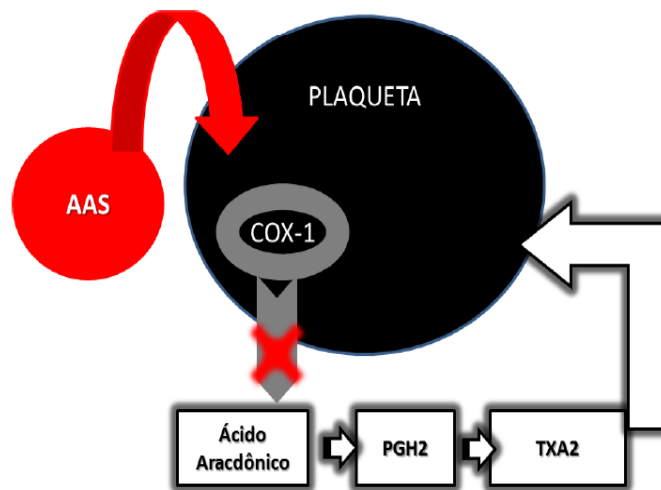 PLAQUETA
AAS
COX-1
Ácido
Aracdônico
PGH2
TXA2